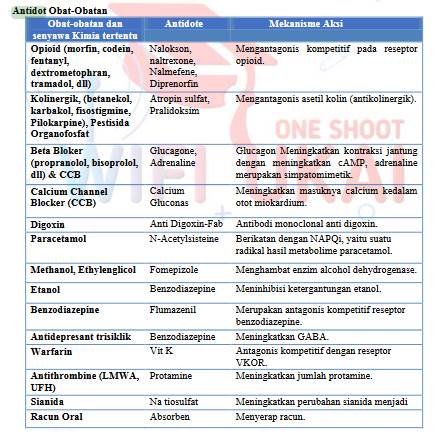 Antidot Obat-Obatan
Obat-obatan dan senyawa Kimia tertentu Antidote Mekanisme Aksi
Opioid (morfin, codein, Nalokson, Mengantagonis kompetitif pada reseptor
fentanyl, naltrexone, opioid.
dextrometophran, Nalmefene,
tramadol, dll) Diprenorfin
Kolinergik, (betanekol, Atropin sulfat, Mengantagonis asetil kolin (antikolinergik).
karbakol, fisostigmine, Pralidoksim
Pilokarpine), Pestisida
Organofosfat
Beta Bloker Glucagone, Glucagon Meningkatkan kontraksi jantung
(propranolol, bisoprolol, Adrenaline dengan meningkatkan cAMP, adrenaline
dll) & CCB merupakan simpatomimetik.
Calcium Channel Calcium Meningkatkan masuknya calcium kedalam
Blocker (CCB) Gluconas otot miokardium.
Digoxin Anti Digoxin-Fab Antibodi monoclonal anti digoxin.
Paracetamol N-Acetylsisteine Berikatan dengan NAPQi, yaitu suatu
radikal hasil metabolime paracetamol.
Methanol, Ethylenglicol Fomepizole Menghambat enzim alcohol dehydrogenase.
Etanol Benzodiazepine Meninhibisi ketergantungan etanol.
Benzodiazepine Flumazenil Merupakan antagonis kompetitif reseptor
benzodiazepine.
Antidepresant trisiklik Benzodiazepine Meningkatkan GABA.
Warfarin Vit K Antagonis kompetitif dengan reseptor
VKOR.
Antithrombine (LMWA, Protamine Meningkatkan jumlah protamine.
UFH)
Sianida Na tiosulfat Meningkatkan perubahan sianida menjadi
Racun Oral Absorben Menyerap racun.
ONE SHOOT